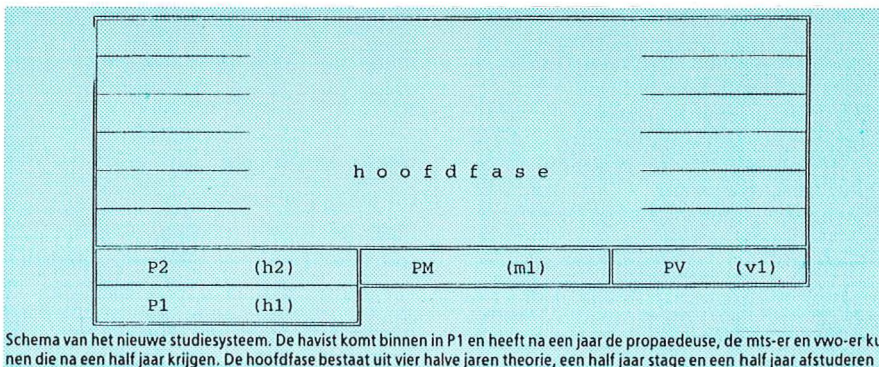 h o o f d f a s e
P2 (h2) PM (m1) PV (v1)
P1 (h1)
Schema van het nieuwe studiesysteem. De havist komt binnen in P1 en heeft na een jaar de propaedeuse, de mts-er en vwo-er ku
nen die na een half jaar krijgen. De hoofdfase bestaat uit vier halve jaren theorie, een half jaar stage en een half jaar afstuderen